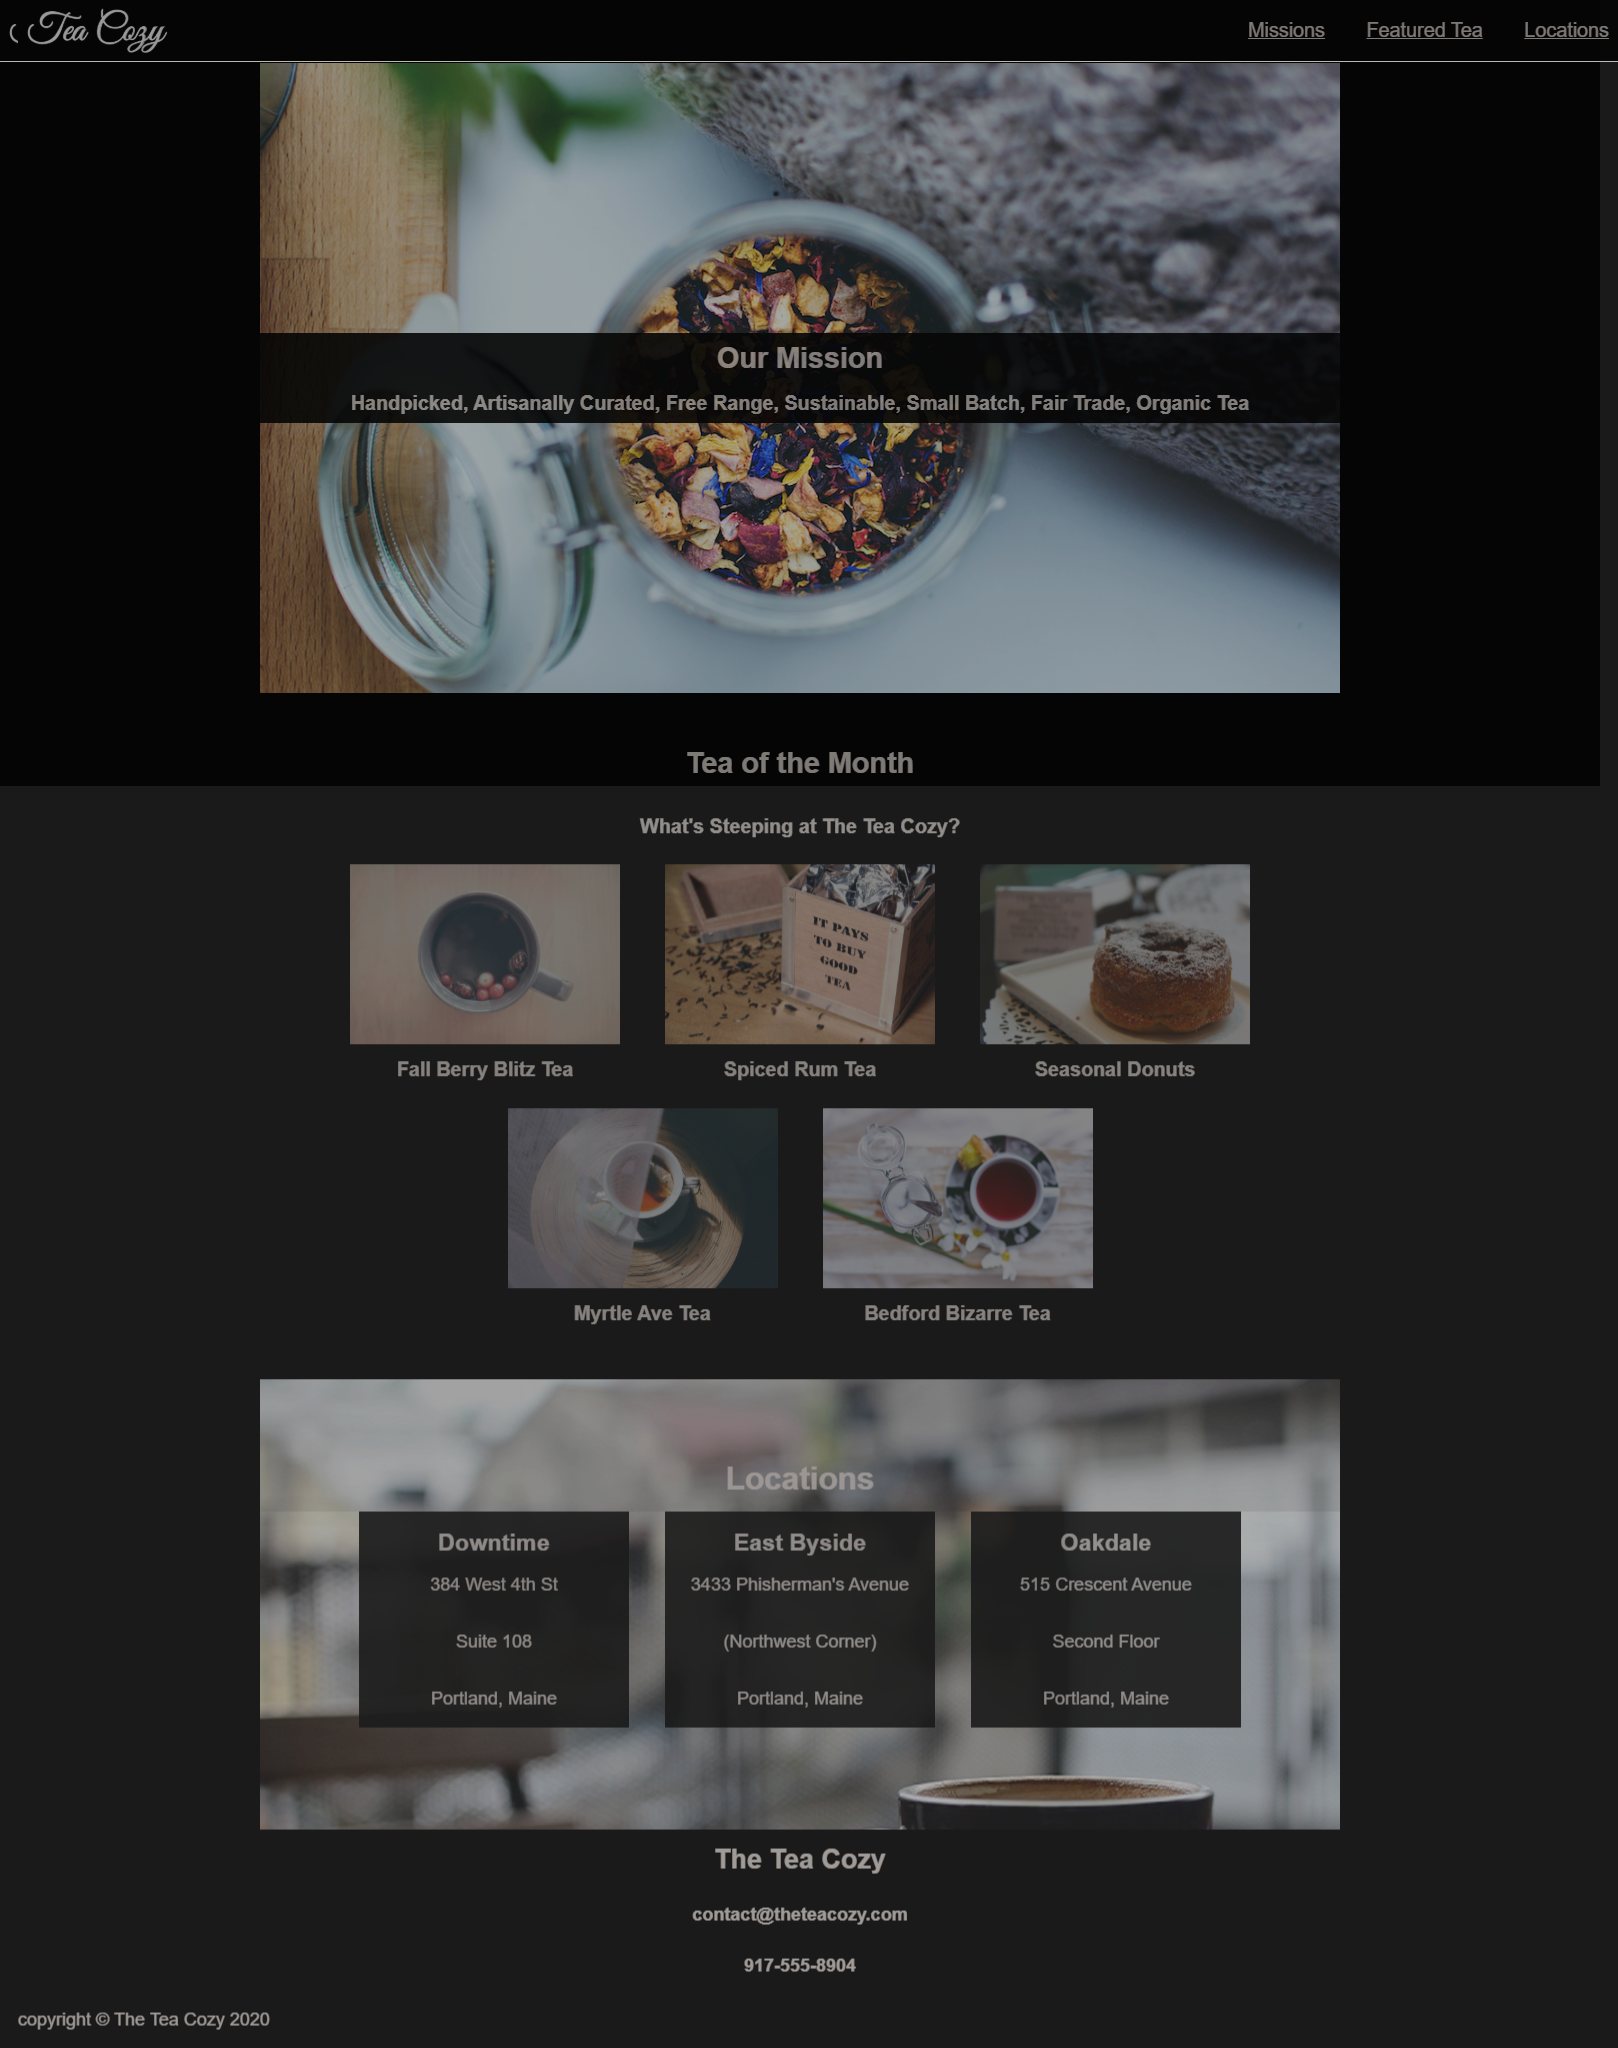 Tea Cozy
Missions Featured Tea Locations
Our Mission
Handpicked, Artisanally Curated, Free Range, Sustainable, Small Batch, Fair Trade, Organic Tea
Tea of the Month
What's Steeping at The Tea Cozy?
IT PAYS
TO BUY
GOOD
TEA
Fall Berry Blitz Tea
Spiced Rum Tea
Seasonal Donuts
Myrtle Ave Tea
Bedford Bizarre Tea
Locations
Downtime
384 West 4th St
Suite 108
Portland, Maine
East Byside
3433 Phisherman's Avenue
(Northwest Corner)
Portland, Maine
Oakdale
515 Crescent Avenue
Second Floor
Portland, Maine
The Tea Cozy
contact@theteacozy.com
917-555-8904
copyright © The Tea Cozy 2020